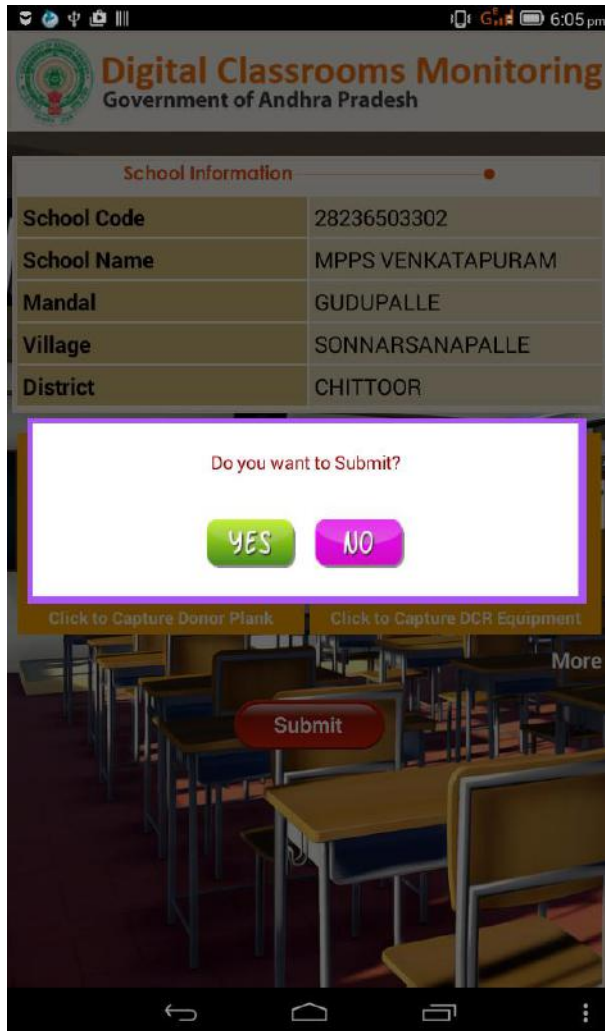 6:05 pm
Digital Classrooms Monitoring
Government of Andhra Pradesh
School Information
School Code 28236503302
School Name MPPS VENKATAPURAM
Mandal GUDUPALLE
Village SONNARSANAPALLE
District CHITTOOR
Do you want to Submit?
YES NO
Click to Capture Donor Plank Click to Capture DCR Equipment
More
Submit